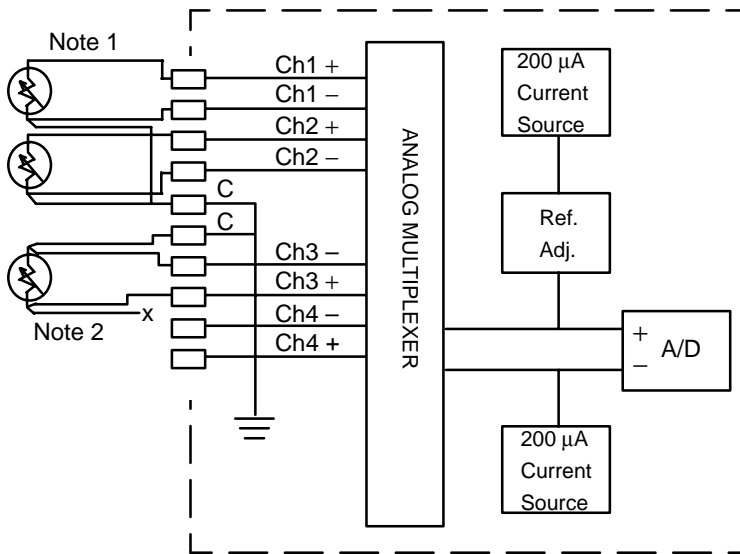 Note 1
Ch1 +
Ch1 −
Ch2 +
Ch2 −
C
C
Ch3 −
Ch3 +
Ch4 −
Ch4 +
x
Note 2
ANALOG MULTIPLEXER
200 μA
Current
Source
Ref.
Adj.
+
−
A/D
200 μA
Current
Source